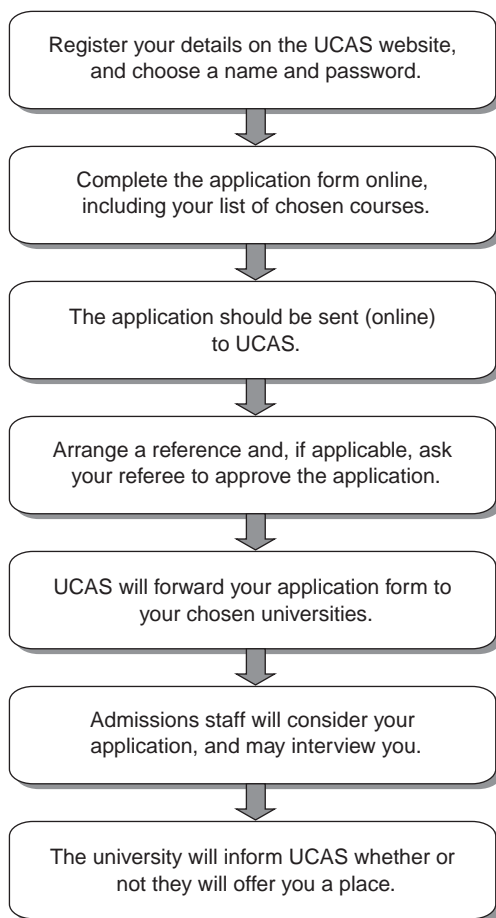 Register your details on the UCAS website,
and choose a name and password.
Complete the application form online,
including your list of chosen courses.
The application should be sent (online)
to UCAS.
Arrange a reference and, if applicable, ask
your referee to approve the application.
UCAS will forward your application form to
your chosen universities.
Admissions staff will consider your
application, and may interview you.
The university will inform UCAS whether or
not they will offer you a place.